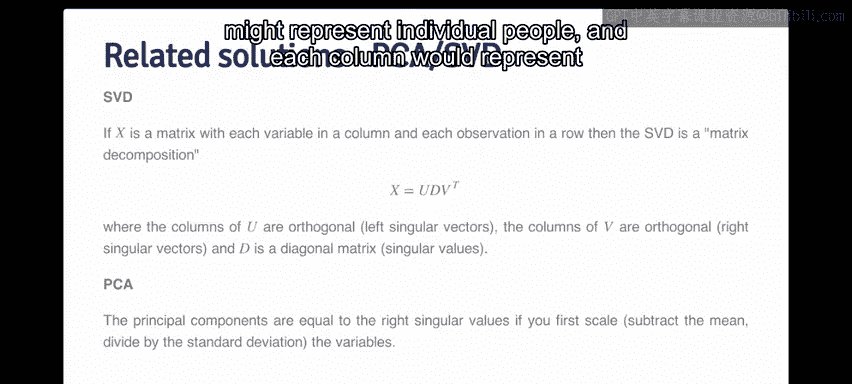 might represent individual people, and
each column would represent
Related solutions - PCA/SVD
SVD
If X is a matrix with each variable in a column and each observation in a row then the SVD is a "matrix
decomposition"
X = UDVᵀ
where the columns of U are orthogonal (left singular vectors), the columns of V are orthogonal (right
singular vectors) and D is a diagonal matrix (singular values).
PCA
The principal components are equal to the right singular values if you first scale (subtract the mean,
divide by the standard deviation) the variables.